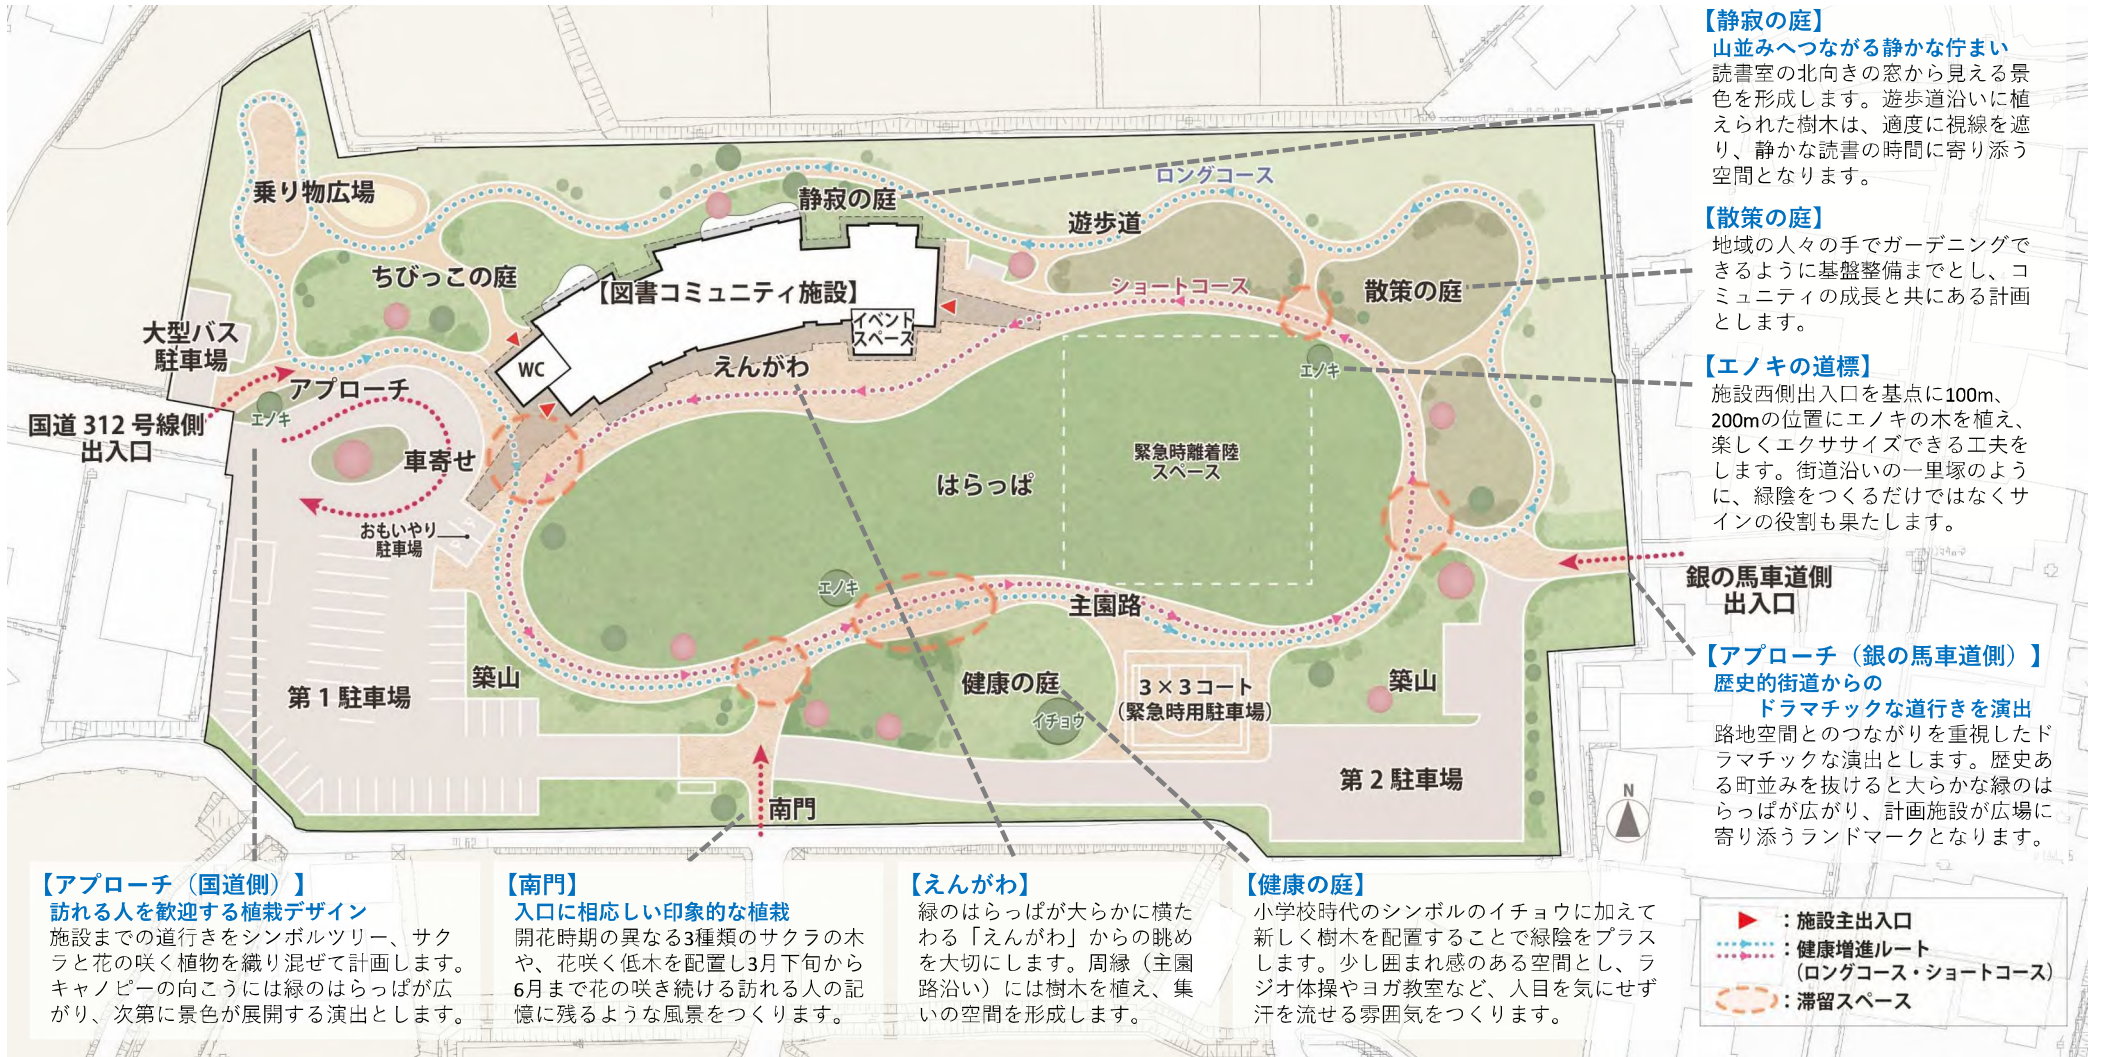 【静寂の庭】
山並みへつながる静かな佇まい
読書室の北向きの窓から見える景
色を形成します。遊歩道沿いに植
えられた樹木は、適度に視線を遮
り、静かな読書の時間に寄り添う
空間となります。
【散策の庭】
地域の人々の手でガーデニングで
きるように基盤整備までとし、コ
ミュニティの成長と共にある計画
とします。
【エノキの道標】
施設西側出入口を基点に100m、
200mの位置にエノキの木を植え、
楽しくエクササイズできる工夫を
します。街道沿いの一里塚のよう
に、緑陰をつくるだけではなくサ
インの役割も果たします。
乗り物広場
静寂の庭
ロングコース
遊歩道
ちびっこの庭
【図書コミュニティ施設】
ショートコース
散策の庭
イベント
スペース
大型バス
駐車場
WC
えんがわ
エノキ
アプローチ
エノキ
国道312号線側
出入口
車寄せ
緊急時離着陸
スペース
はらっぱ
おもいやり
駐車場
エノキ
主園路
銀の馬車道側
出入口
築山
第1駐車場
健康の庭
イチョウ
3×3コート
（緊急時用駐車場）
築山
第2駐車場
南門
N
【アプローチ（銀の馬車道側）】
歴史的街道からの
ドラマチックな道行きを演出
路地空間とのつながりを重視したド
ラマチックな演出とします。歴史あ
る町並みを抜けると大らかな緑のは
らっぱが広がり、計画施設が広場に
寄り添うランドマークとなります。
【アプローチ（国道側）】
訪れる人を歓迎する植栽デザイン
施設までの道行きをシンボルツリー、サク
ラと花の咲く植物を織り混ぜて計画します。
キャノピーの向こうには緑のはらっぱが広
がり、次第に景色が展開する演出とします。
【南門】
入口に相応しい印象的な植栽
開花時期の異なる3種類のサクラの木
や、花咲く低木を配置し3月下旬から
6月まで花の咲き続ける訪れる人の記
憶に残るような風景をつくります。
【えんがわ】
緑のはらっぱが大らかに横た
わる「えんがわ」からの眺め
を大切にします。周縁（主園
路沿い）には樹木を植え、集
いの空間を形成します。
【健康の庭】
小学校時代のシンボルのイチョウに加えて
新しく樹木を配置することで緑陰をプラス
します。少し囲まれ感のある空間とし、ラ
ジオ体操やヨガ教室など、人目を気にせず
汗を流せる雰囲気をつくります。
：施設主出入口
：健康増進ルート
（ロングコース・ショートコース）
：滞留スペース